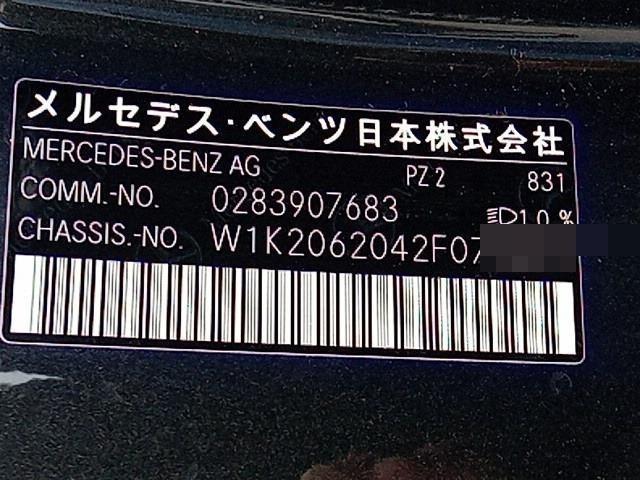 メルセデス・ベンツ日本株式会社
MERCEDES-BENZ AG PZ 2 831
COMM.-NO. 0283907683 1.0 %
CHASSIS.-NO. W1K2062042F07